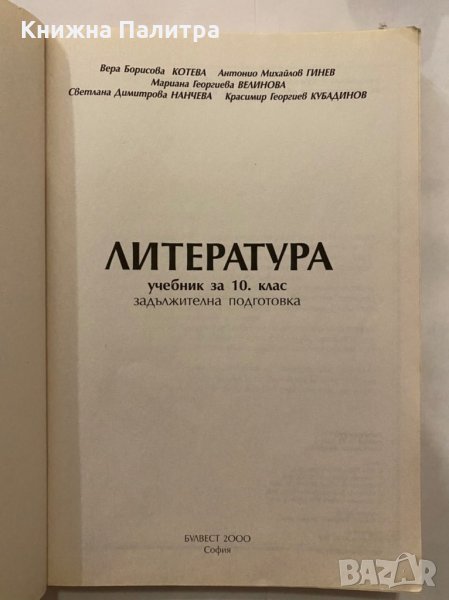 Книжна Палитра
Вера Борисова КОТЕВА Антонио Михайлов ГИНЕВ
Мариана Георгиева ВЕЛИНОВА
Светлана Димитрова НАНЧЕВА Красимир Георгиев КУБАДИНОВ
ЛИТЕРАТУРА
учебник за 10. клас
задължителна подготовка
БУЛВЕСТ 2000
София
BAZAR